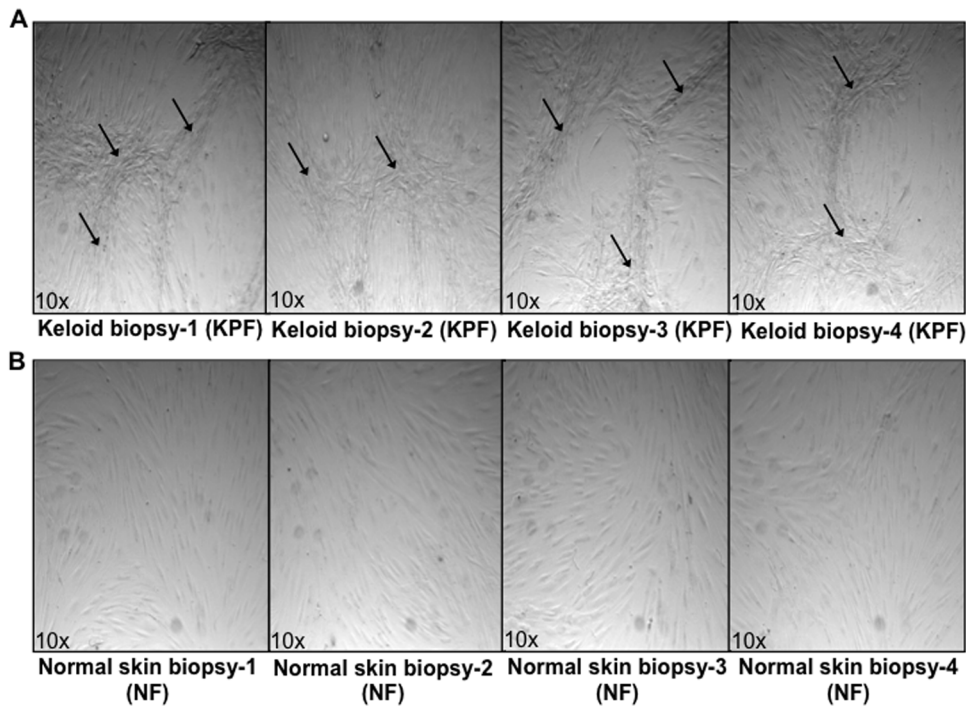 A
10x
10x
10x
10x
Keloid biopsy-1 (KPF)
Keloid biopsy-2 (KPF)
Keloid biopsy-3 (KPF)
Keloid biopsy-4 (KPF)
B
10x
10x
10x
10x
Normal skin biopsy-1
(NF)
Normal skin biopsy-2
(NF)
Normal skin biopsy-3
(NF)
Normal skin biopsy-4
(NF)